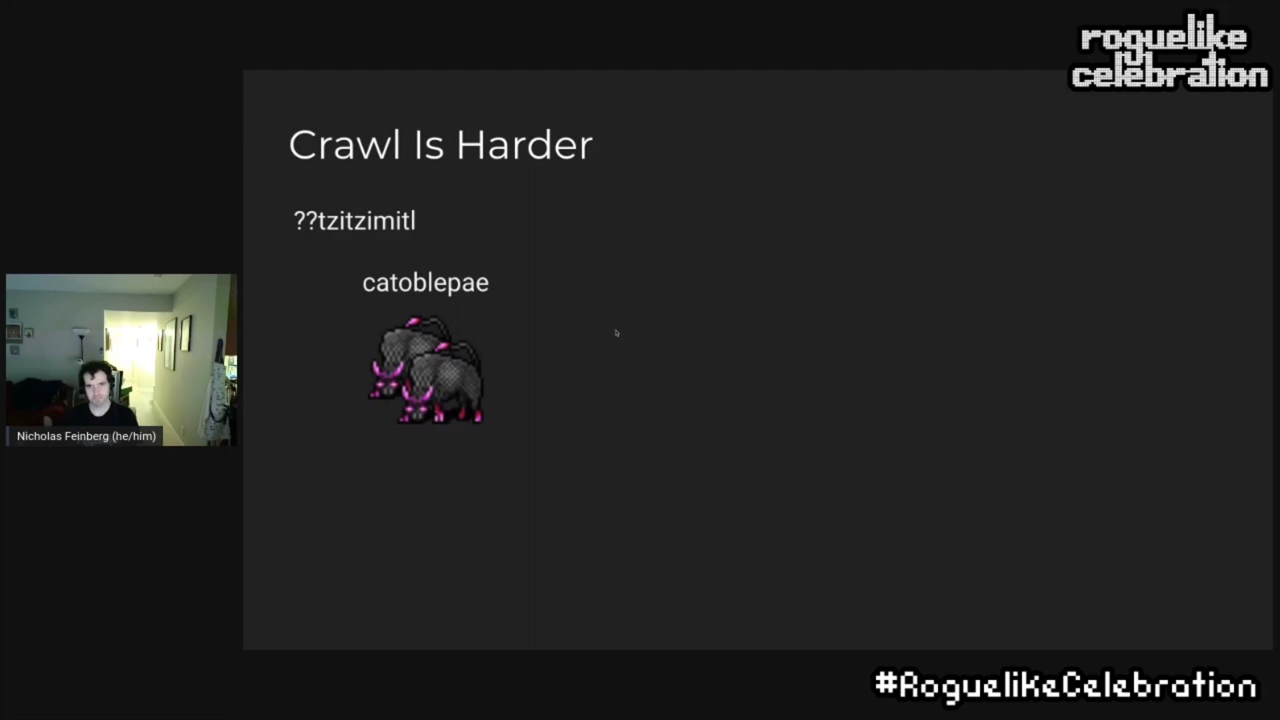 roguelike
celebration
Crawl Is Harder
??tzitzimitl
catoblepae
Nicholas Feinberg (he/him)
#RoguelikeCelebration